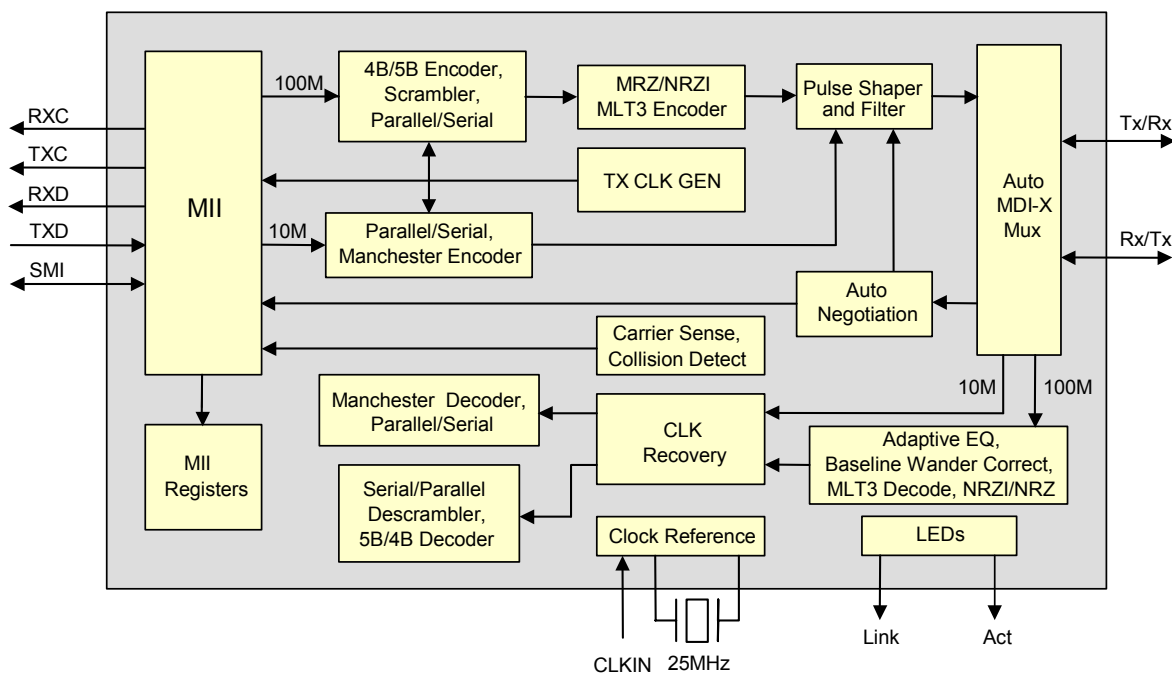 RXC
TXC
RXD
TXD
SMI
MII
100M
4B/5B Encoder,
Scrambler,
Parallel/Serial
MRZ/NRZI
MLT3 Encoder
Pulse Shaper
and Filter
TX CLK GEN
10M
Parallel/Serial,
Manchester Encoder
Auto
MDI-X
Mux
Tx/Rx
Rx/Tx
Auto
Negotiation
Carrier Sense,
Collision Detect
10M
100M
Manchester Decoder,
Parallel/Serial
CLK
Recovery
Adaptive EQ,
Baseline Wander Correct,
MLT3 Decode, NRZI/NRZ
MII
Registers
Serial/Parallel
Descrambler,
5B/4B Decoder
Clock Reference
LEDs
CLKIN
25MHz
Link
Act